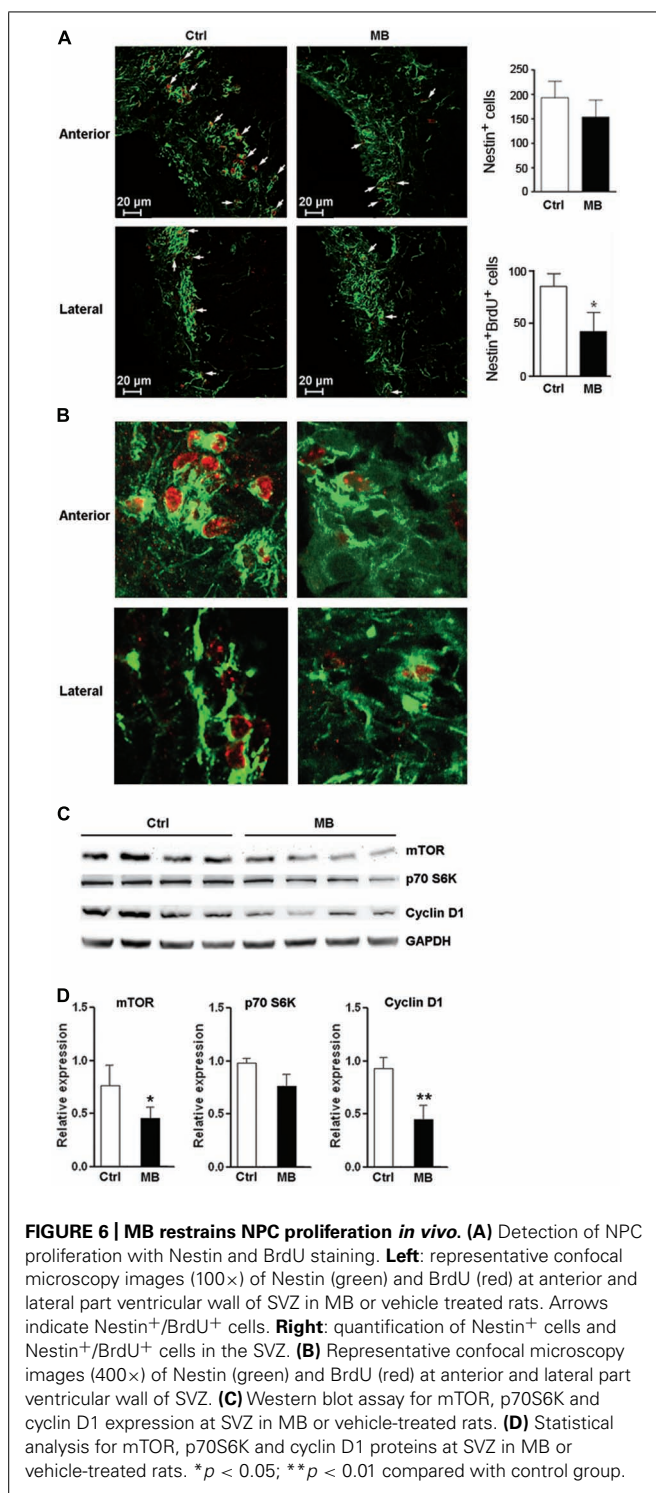 A
Ctrl
MB
Anterior
20 µm
20 µm
Nestin+ cells
250
200
150
100
50
0
Ctrl
MB
Lateral
20 µm
20 µm
Nestin+BrdU+ cells
100
50
0
*
Ctrl
MB
B
Anterior
Lateral
C
Ctrl
MB
mTOR
p70 S6K
Cyclin D1
GAPDH
D
mTOR
p70 S6K
Cyclin D1
Relative expression
1.5
1.0
0.5
0.0
*
Ctrl
MB
Relative expression
1.5
1.0
0.5
0.0
Ctrl
MB
Relative expression
1.5
1.0
0.5
0.0
**
Ctrl
MB
FIGURE 6 | MB restrains NPC proliferation in vivo. (A) Detection of NPC
proliferation with Nestin and BrdU staining. Left: representative confocal
microscopy images (100×) of Nestin (green) and BrdU (red) at anterior and
lateral part ventricular wall of SVZ in MB or vehicle treated rats. Arrows
indicate Nestin+/BrdU+ cells. Right: quantification of Nestin+ cells and
Nestin+/BrdU+ cells in the SVZ. (B) Representative confocal microscopy
images (400×) of Nestin (green) and BrdU (red) at anterior and lateral part
ventricular wall of SVZ. (C) Western blot assay for mTOR, p70S6K and
cyclin D1 expression at SVZ in MB or vehicle-treated rats. (D) Statistical
analysis for mTOR, p70S6K and cyclin D1 proteins at SVZ in MB or
vehicle-treated rats. *p < 0.05; **p < 0.01 compared with control group.